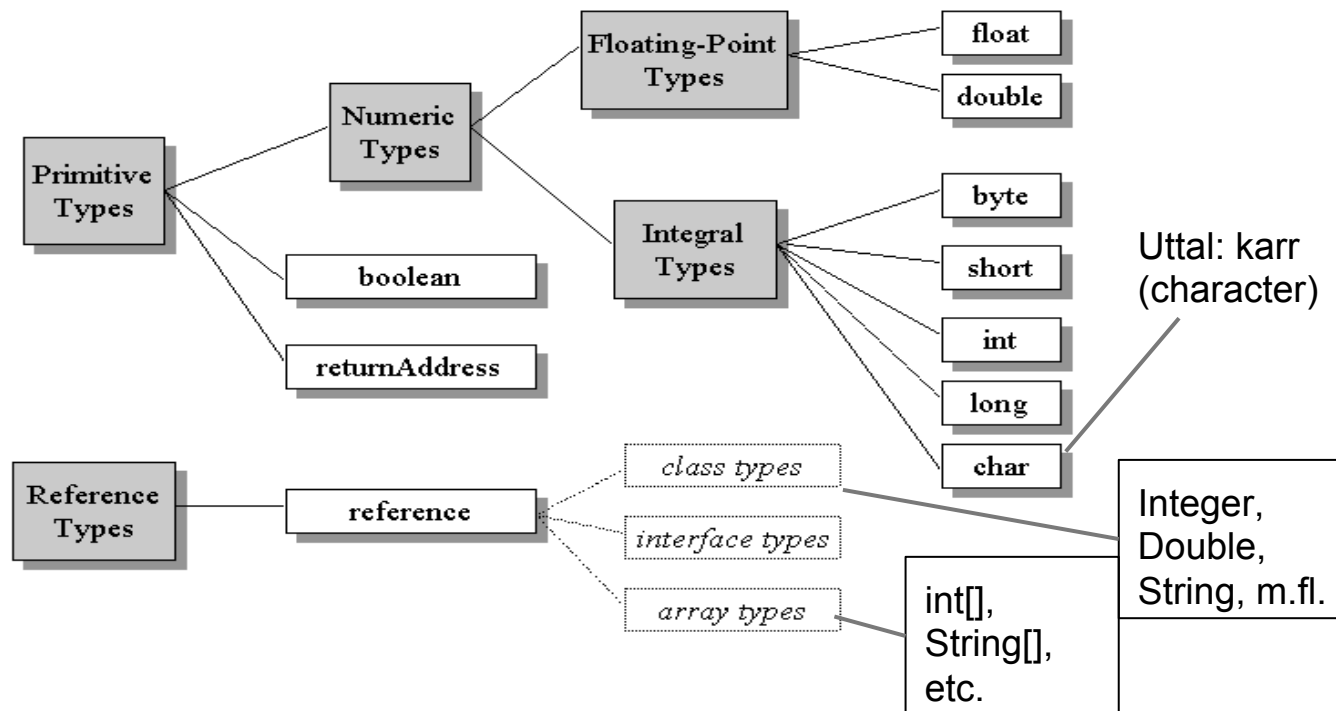 Primitive
Types
Numeric
Types
Floating-Point
Types
float
double
Integral
Types
byte
short
int
long
char
boolean
returnAddress
Uttal: karr
(character)
Reference
Types
reference
class types
interface types
array types
Integer,
Double,
String, m.fl.
int[],
String[],
etc.